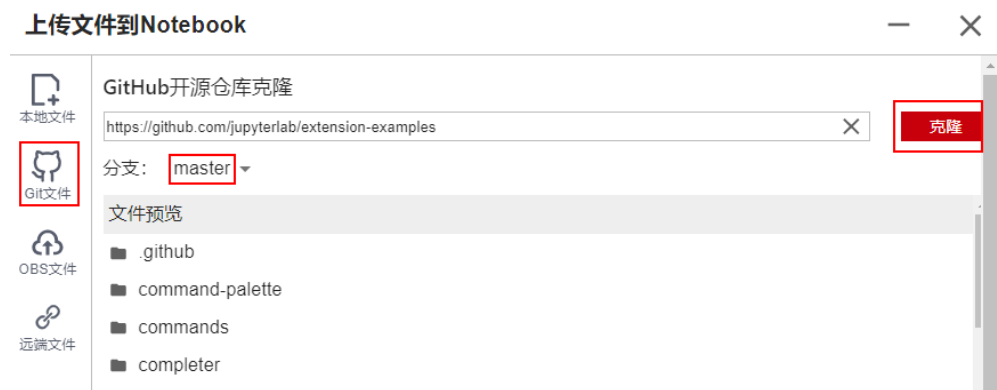 上传文件到Notebook
本地文件
Git文件
OBS文件
远端文件
GitHub开源仓库克隆
https://github.com/jupyterlab/extension-examples
克隆
分支： master
文件预览
.github
command-palette
commands
completer